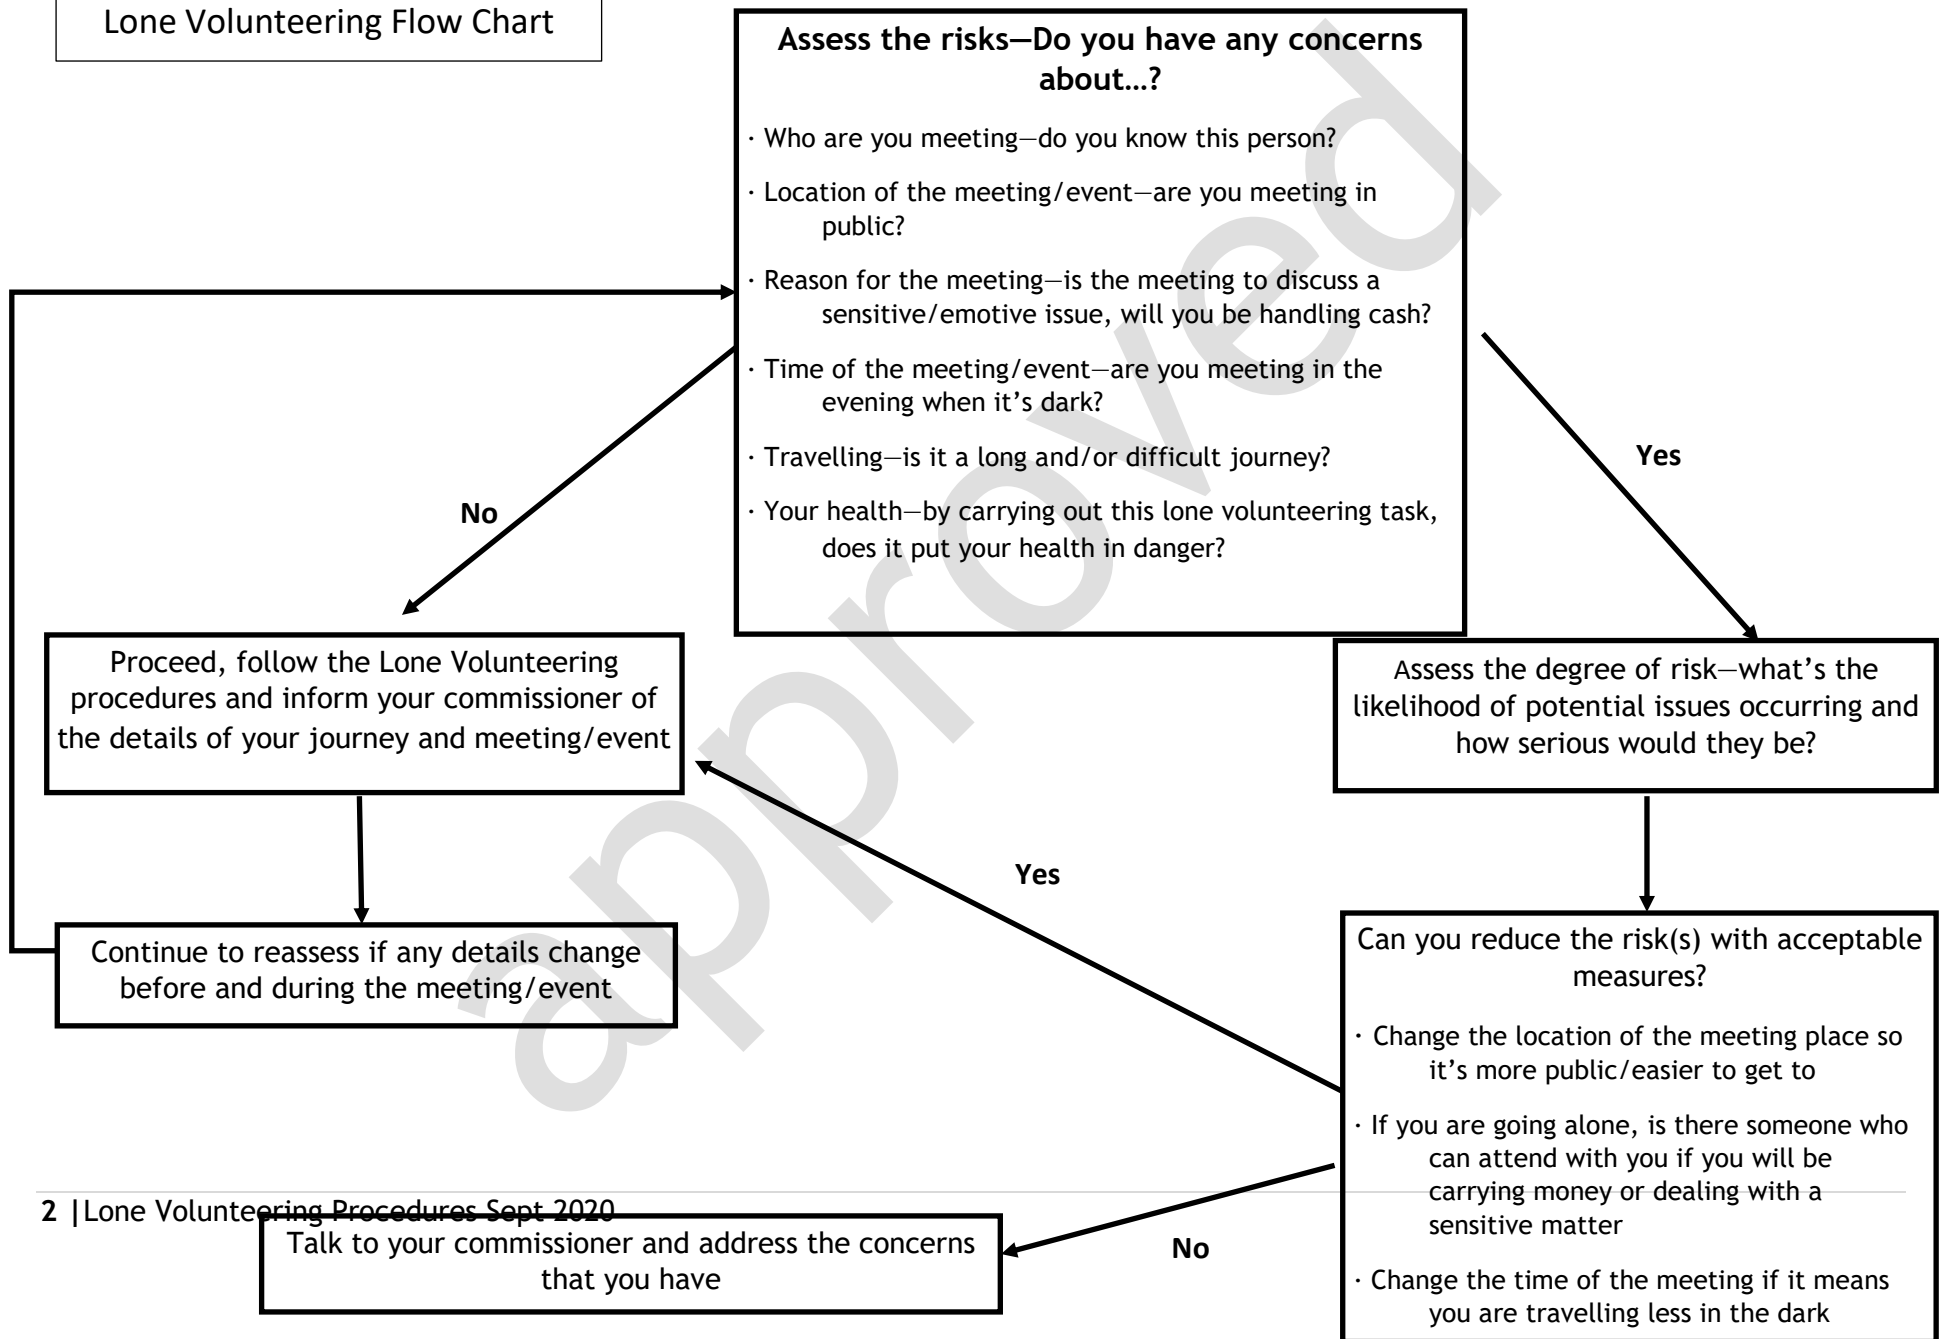 Lone Volunteering Flow Chart
Assess the risks—Do you have any concerns
about…?
· Who are you meeting—do you know this person?
· Location of the meeting/event—are you meeting in
public?
· Reason for the meeting—is the meeting to discuss a
sensitive/emotive issue, will you be handling cash?
· Time of the meeting/event—are you meeting in the
evening when it’s dark?
· Travelling—is it a long and/or difficult journey?
· Your health—by carrying out this lone volunteering task,
does it put your health in danger?
No
Yes
Proceed, follow the Lone Volunteering
procedures and inform your commissioner of
the details of your journey and meeting/event
Assess the degree of risk—what’s the
likelihood of potential issues occurring and
how serious would they be?
Yes
Continue to reassess if any details change
before and during the meeting/event
Can you reduce the risk(s) with acceptable
measures?
· Change the location of the meeting place so
it’s more public/easier to get to
· If you are going alone, is there someone who
can attend with you if you will be
carrying money or dealing with a
sensitive matter
· Change the time of the meeting if it means
you are travelling less in the dark
No
Talk to your commissioner and address the concerns
that you have
2 |Lone Volunteering Procedures Sept 2020
approved